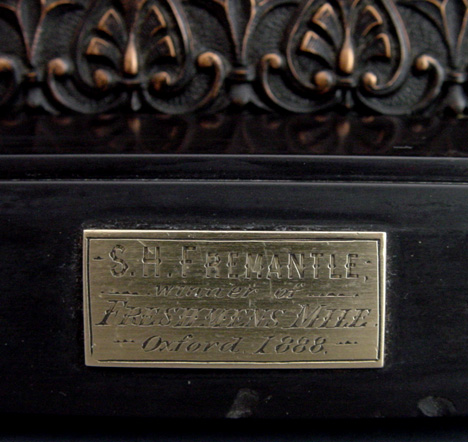 S. H. FREMANTLE,
winner of
FRESHMENS MILE
Oxford 1888.